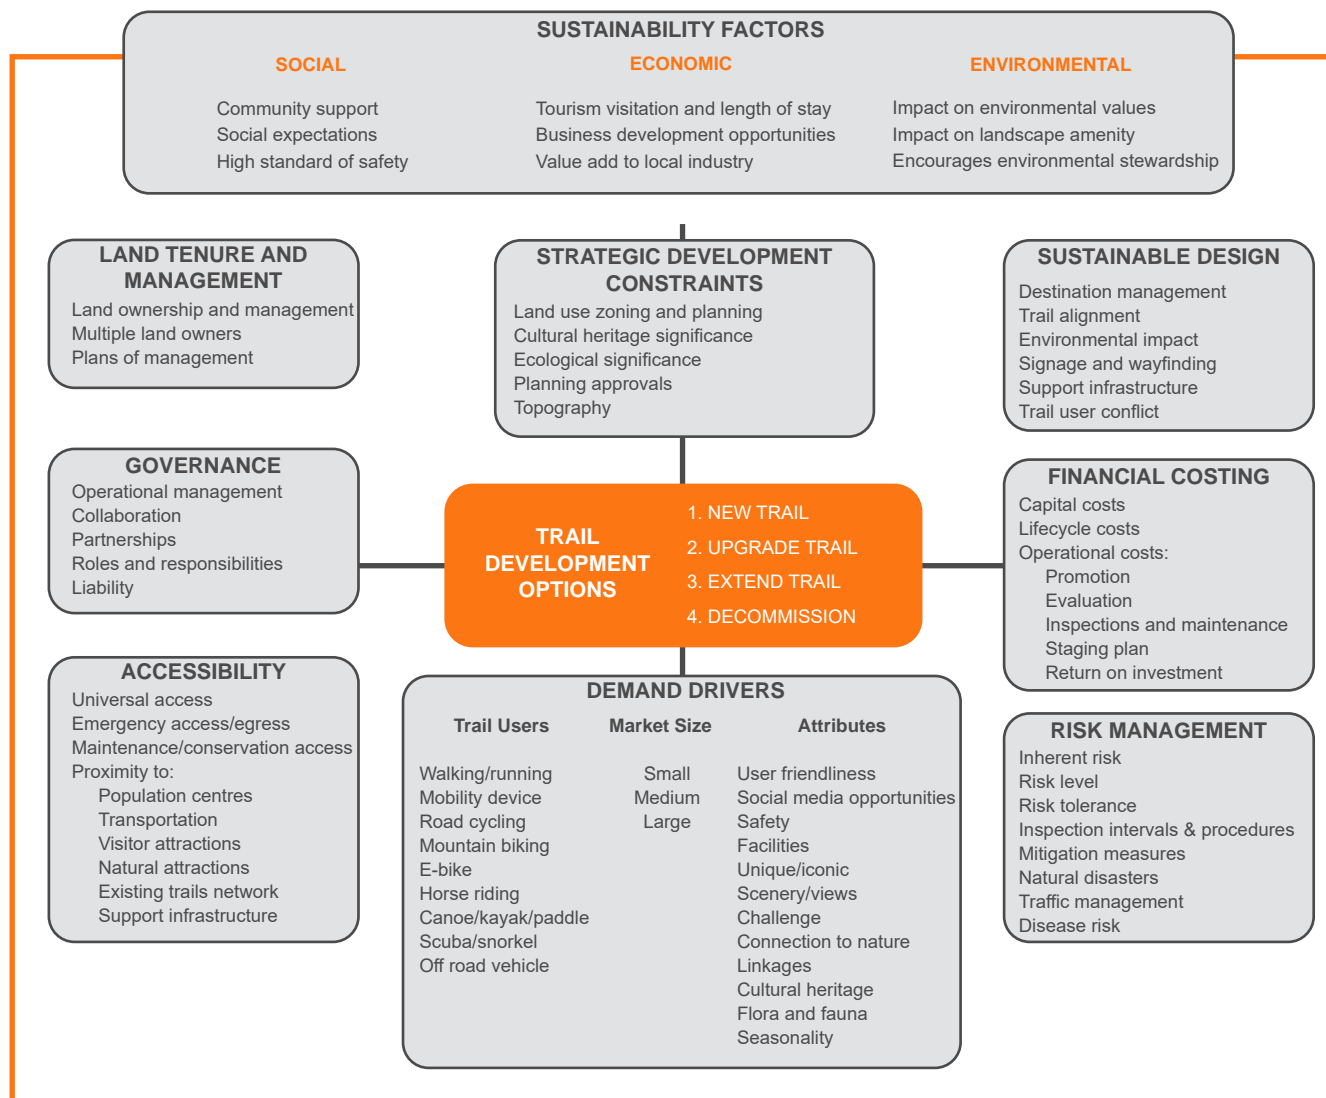 SUSTAINABILITY FACTORS
SOCIAL
Community support
Social expectations
High standard of safety
ECONOMIC
Tourism visitation and length of stay
Business development opportunities
Value add to local industry
ENVIRONMENTAL
Impact on environmental values
Impact on landscape amenity
Encourages environmental stewardship
LAND TENURE AND
MANAGEMENT
Land ownership and management
Multiple land owners
Plans of management
STRATEGIC DEVELOPMENT
CONSTRAINTS
Land use zoning and planning
Cultural heritage significance
Ecological significance
Planning approvals
Topography
SUSTAINABLE DESIGN
Destination management
Trail alignment
Environmental impact
Signage and wayfinding
Support infrastructure
Trail user conflict
GOVERNANCE
Operational management
Collaboration
Partnerships
Roles and responsibilities
Liability
TRAIL
DEVELOPMENT
OPTIONS
1. NEW TRAIL
2. UPGRADE TRAIL
3. EXTEND TRAIL
4. DECOMMISSION
FINANCIAL COSTING
Capital costs
Lifecycle costs
Operational costs:
Promotion
Evaluation
Inspections and maintenance
Staging plan
Return on investment
ACCESSIBILITY
Universal access
Emergency access/egress
Maintenance/conservation access
Proximity to:
Population centres
Transportation
Visitor attractions
Natural attractions
Existing trails network
Support infrastructure
DEMAND DRIVERS
Trail Users
Walking/running
Mobility device
Road cycling
Mountain biking
E-bike
Horse riding
Canoe/kayak/paddle
Scuba/snorkel
Off road vehicle
Market Size
Small
Medium
Large
Attributes
User friendliness
Social media opportunities
Safety
Facilities
Unique/iconic
Scenery/views
Challenge
Connection to nature
Linkages
Cultural heritage
Flora and fauna
Seasonality
RISK MANAGEMENT
Inherent risk
Risk level
Risk tolerance
Inspection intervals & procedures
Mitigation measures
Natural disasters
Traffic management
Disease risk